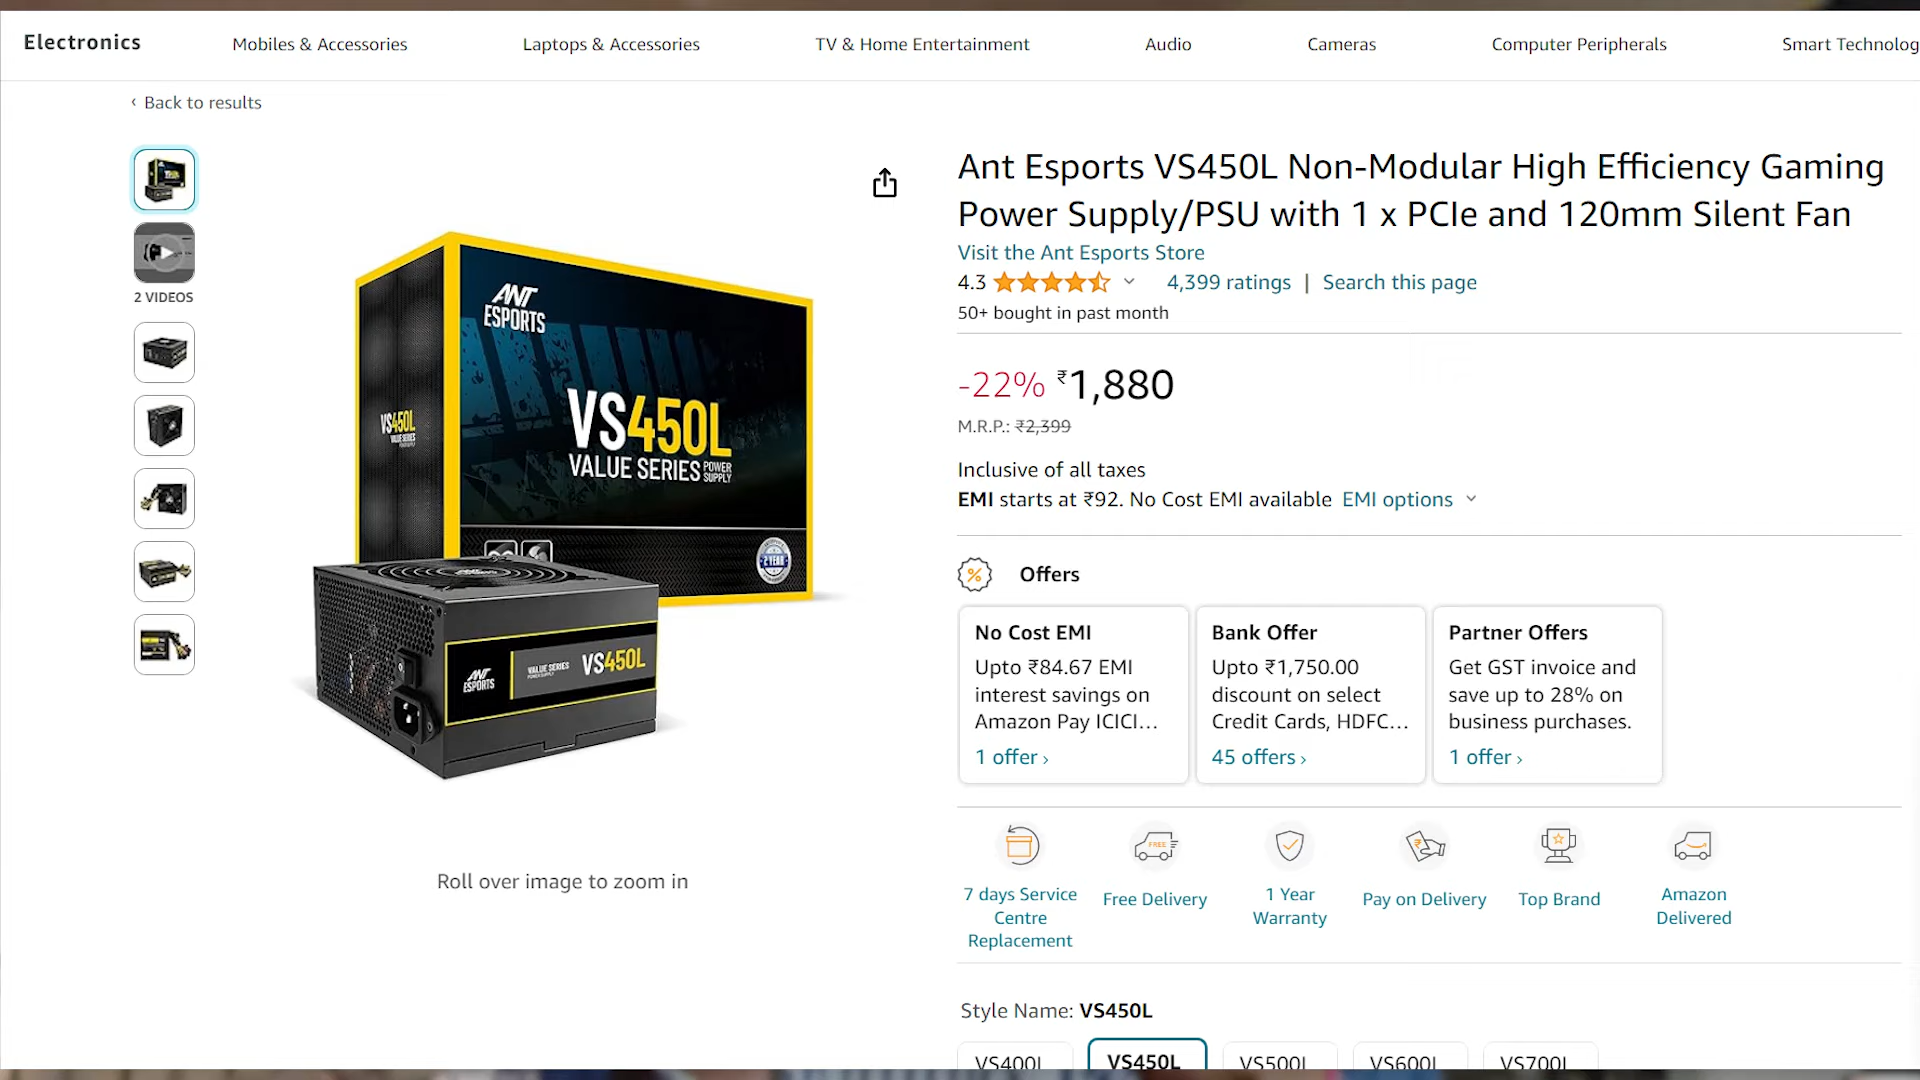 Electronics
Mobiles & Accessories
Laptops & Accessories
TV & Home Entertainment
Audio
Cameras
Computer Peripherals
Smart Technolog
‹ Back to results
2 VIDEOS
ANT
ESPORTS
VS450L
VALUE SERIES
VS450L
VALUE SERIES POWER SUPPLY
2 YEAR
ANT
ESPORTS
VALUE SERIES
POWER SUPPLY
VS450L
Roll over image to zoom in
Ant Esports VS450L Non-Modular High Efficiency Gaming
Power Supply/PSU with 1 x PCIe and 120mm Silent Fan
Visit the Ant Esports Store
4.3
4,399 ratings | Search this page
50+ bought in past month
-22% ₹1,880
M.R.P.: ₹2,399
Inclusive of all taxes
EMI starts at ₹92. No Cost EMI available EMI options
Offers
No Cost EMI
Upto ₹84.67 EMI
interest savings on
Amazon Pay ICICI…
1 offer ›
Bank Offer
Upto ₹1,750.00
discount on select
Credit Cards, HDFC…
45 offers ›
Partner Offers
Get GST invoice and
save up to 28% on
business purchases.
1 offer ›
FREE
7 days Service
Centre
Replacement
Free Delivery
1 Year
Warranty
Pay on Delivery
Top Brand
Amazon
Delivered
Style Name: VS450L
VS400L
VS450L
VS500L
VS600L
VS700L